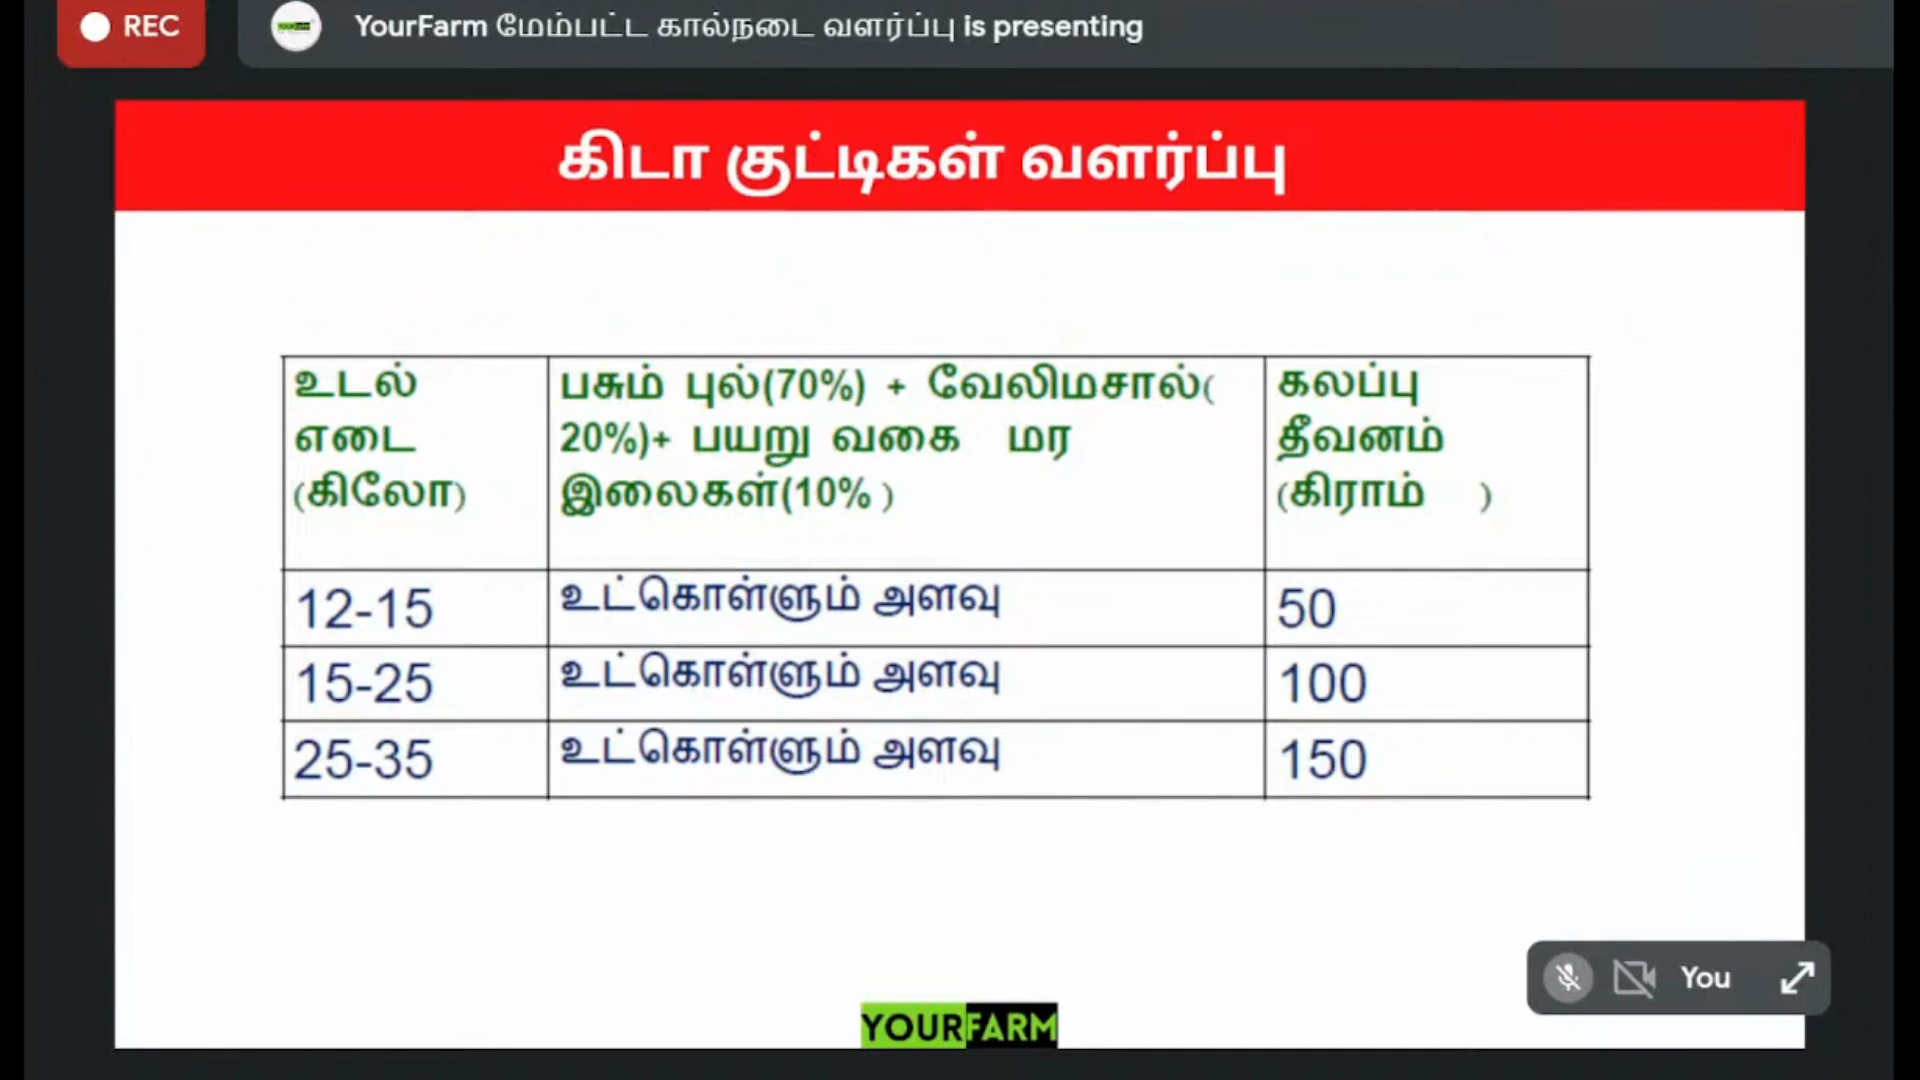 REC
YourFarm மேம்பட்ட கால்நடை வளர்ப்பு is presenting
கிடா குட்டிகள் வளர்ப்பு
உடல் எடை (கிலோ)
பசும் புல்(70%) + வேலிமசால்(
20%)+ பயறு வகை மர
இலைகள்(10% )
கலப்பு
தீவனம்
(கிராம் )
12-15 உட்கொள்ளும் அளவு 50
15-25 உட்கொள்ளும் அளவு 100
25-35 உட்கொள்ளும் அளவு 150
You
YOURFARM